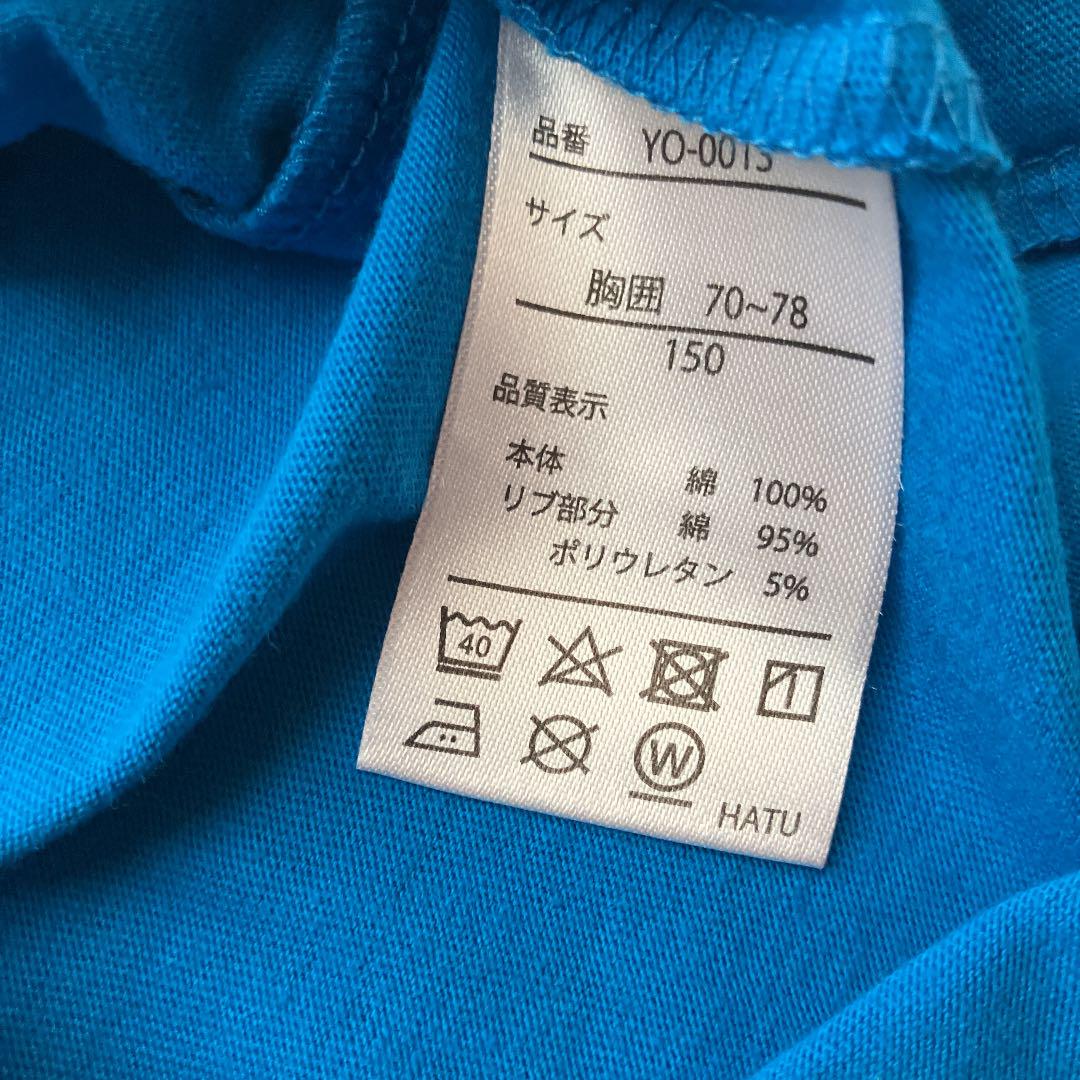 品番 YO-0015
サイズ
胸囲 70~78
150
品質表示
本体 綿 100%
リブ部分 綿 95%
ポリウレタン 5%
40
1
W
HATU